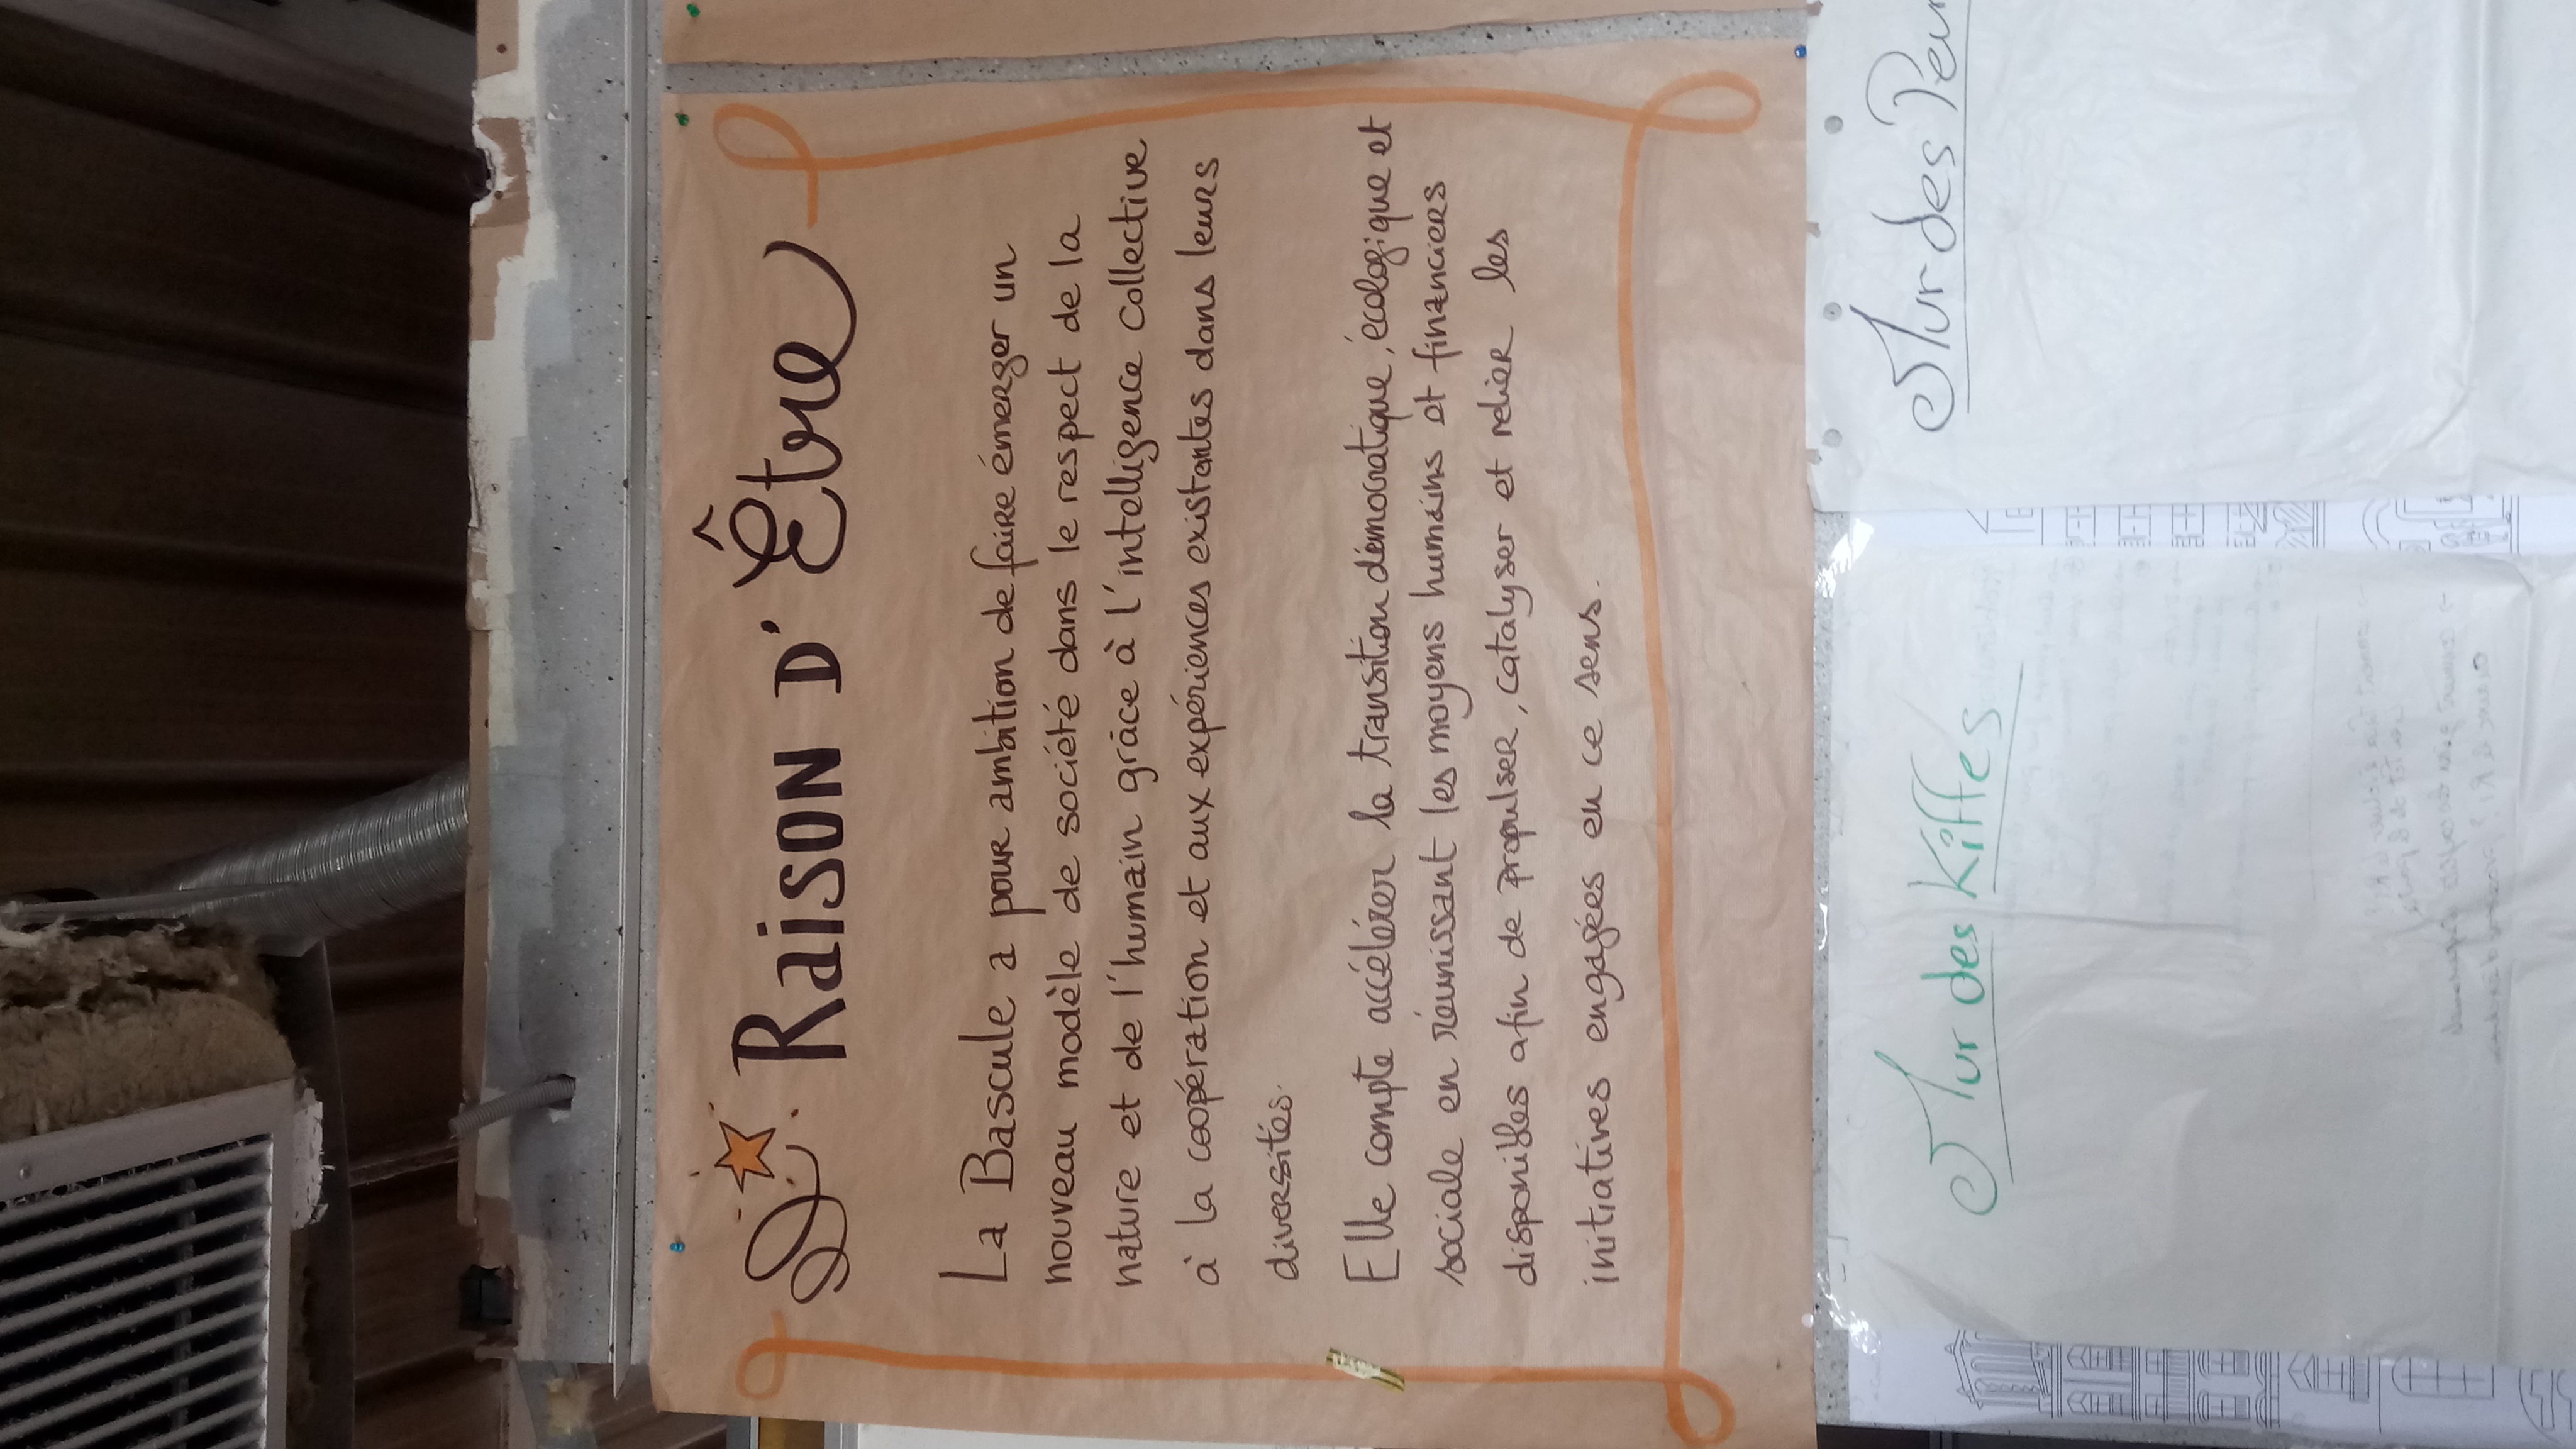 Raison d'Être
La Bascule a pour ambition de faire émerger un
nouveau modèle de société dans le respect de la
nature et de l'humain grâce à l'intelligence collective
à la coopération et aux expériences existantes dans leurs
diversités.
Elle compte accélérer la transition démocratique, écologique et
sociale en réunissant les moyens humains et financiers
disponibles afin de propulser, catalyser et relier les
initiatives engagées en ce sens.
Mur des Kiffes
Mur des